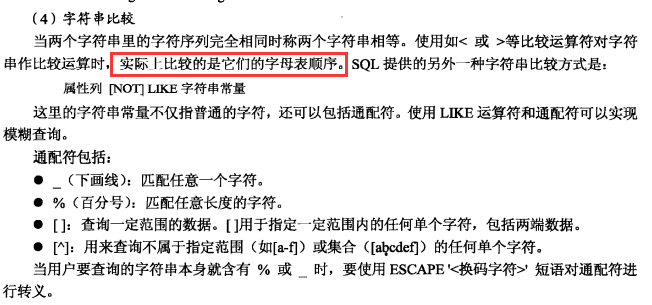 （4）字符串比较
当两个字符串里的字符序列完全相同时称两个字符串相等。使用如< 或 >等比较运算符对字符
串作比较运算时，实际上比较的是它们的字母表顺序。SQL 提供的另外一种字符串比较方式是：
属性列 [NOT] LIKE 字符串常量
这里的字符串常量不仅指普通的字符，还可以包括通配符。使用 LIKE 运算符和通配符可以实现
模糊查询。
通配符包括：
● _（下画线）：匹配任意一个字符。
● %（百分号）：匹配任意长度的字符。
● [ ]：查询一定范围的数据。[ ]用于指定一定范围内的任何单个字符，包括两端数据。
● [^]：用来查询不属于指定范围（如[a-f]）或集合（[abcdef]）的任何单个字符。
当用户要查询的字符串本身就含有 % 或 _ 时，要使用 ESCAPE '<换码字符>' 短语对通配符进
行转义。